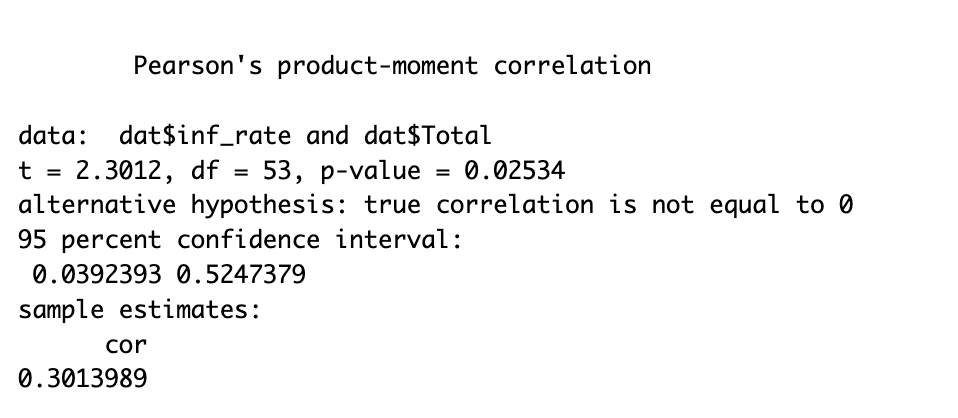 Pearson's product-moment correlation
data:  dat$inf_rate and dat$Total
t = 2.3012, df = 53, p-value = 0.02534
alternative hypothesis: true correlation is not equal to 0
95 percent confidence interval:
0.0392393 0.5247379
sample estimates:
cor
0.3013989